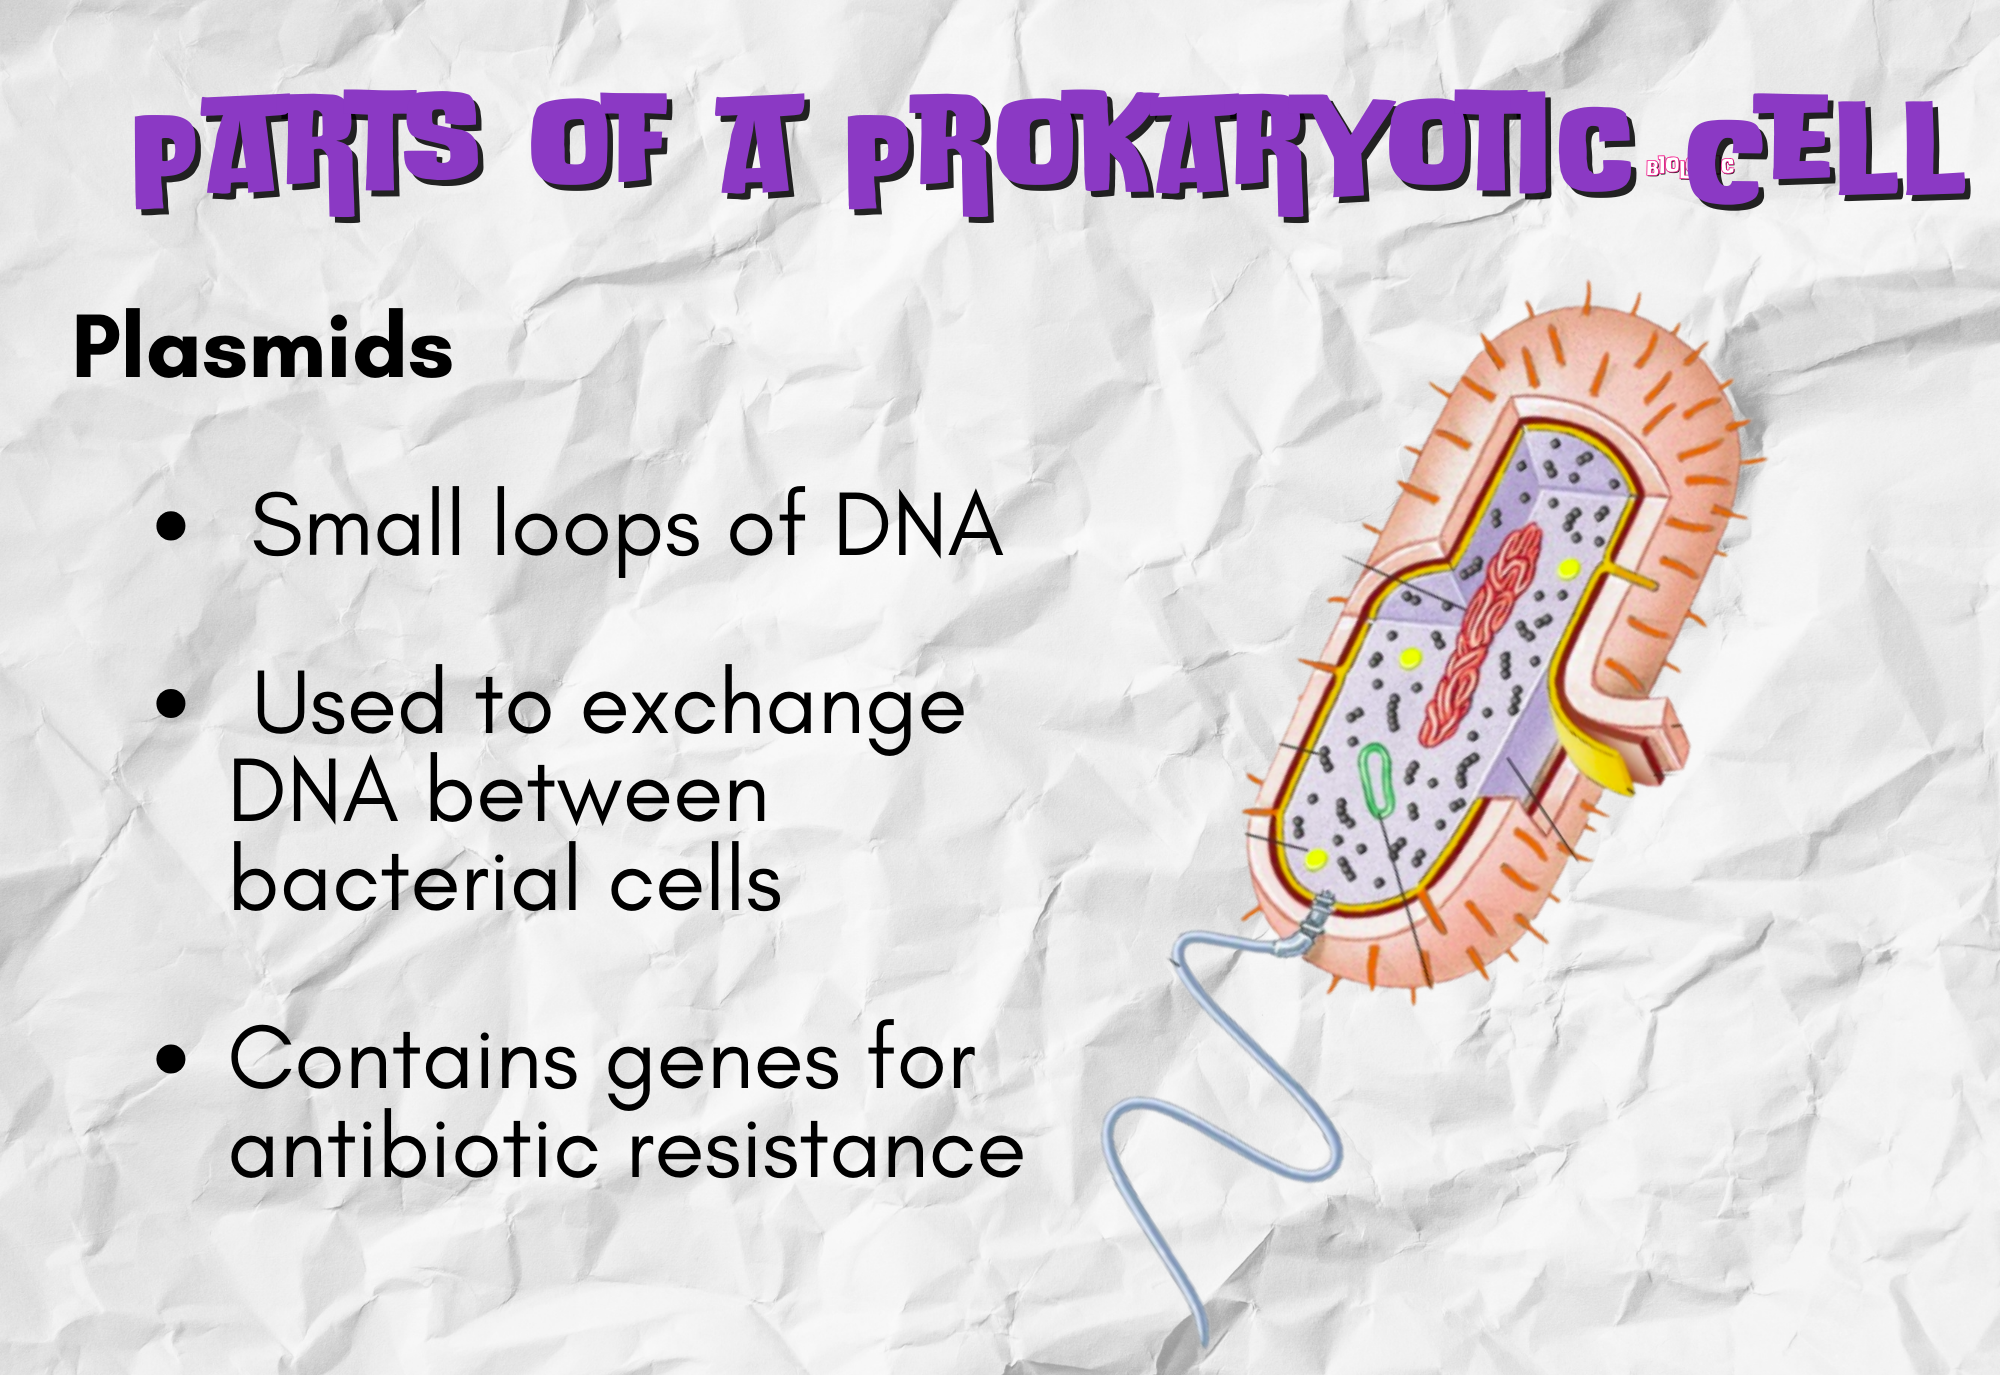 PARTS OF A PROKARYOTIC CELL
Plasmids
• Small loops of DNA
• Used to exchange
DNA between
bacterial cells
• Contains genes for
antibiotic resistance